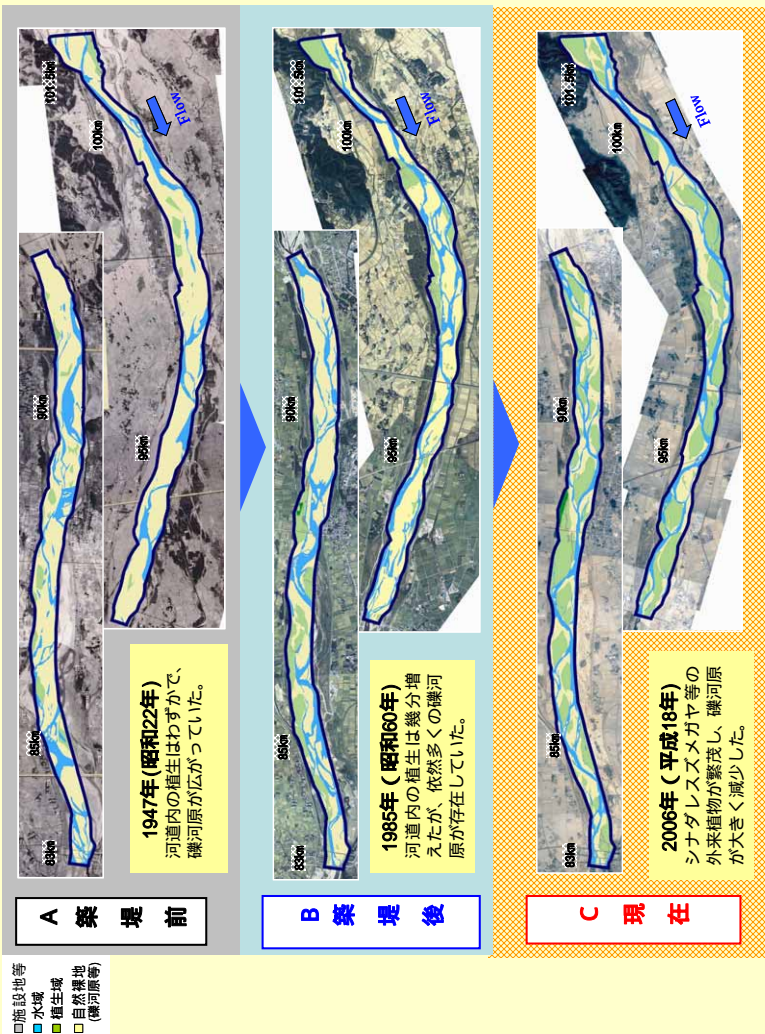 101.5km
Flow
100km
90km
95km
85km
83km
1947年(昭和22年)
河道内の植生はわずかで、
礫河原が広がっていた。
A 築堤前
101.5km
Flow
100km
90km
95km
85km
83km
1985年(昭和60年)
河道内の植生は幾分増
えたが、依然多くの礫河
原が存在していた。
B 築堤後
101.5km
Flow
100km
90km
95km
85km
83km
2006年(平成18年)
シナダレスズメガヤ等の
外来植物が繁茂し、礫河原
が大きく減少した。
C 現在
施設地等
水域
植生域
自然裸地
(礫河原等)